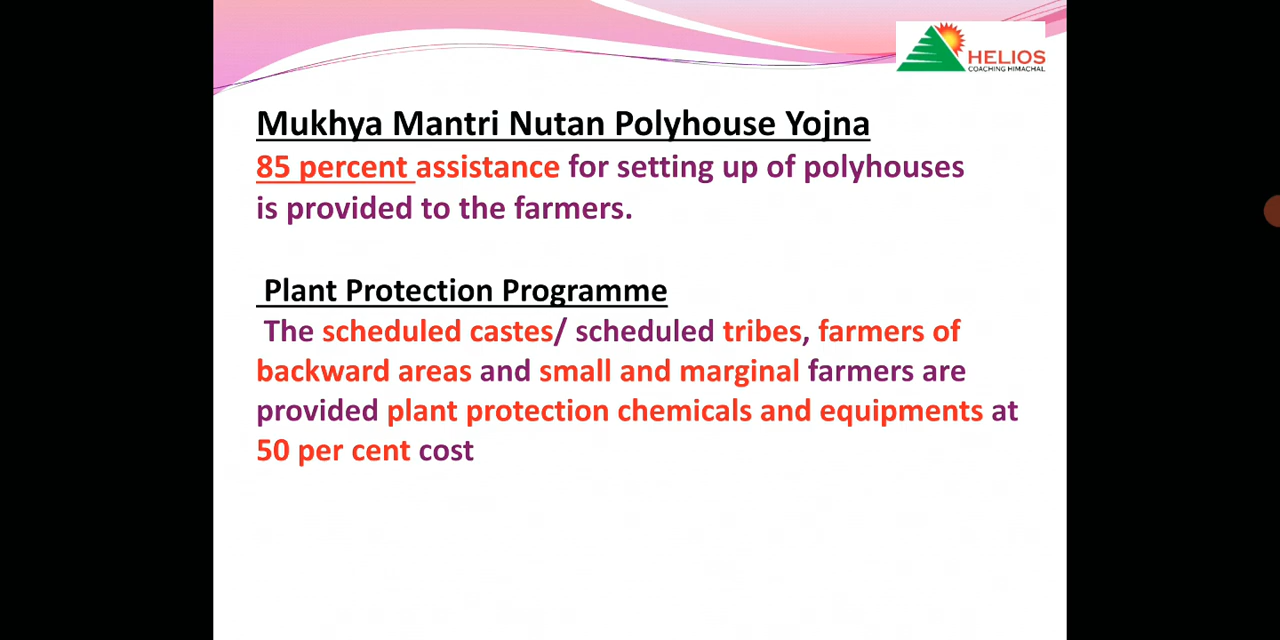 HELIOS
COACHING HIMACHAL
Mukhya Mantri Nutan Polyhouse Yojna
85 percent assistance for setting up of polyhouses
is provided to the farmers.
Plant Protection Programme
The scheduled castes/ scheduled tribes, farmers of
backward areas and small and marginal farmers are
provided plant protection chemicals and equipments at
50 per cent cost